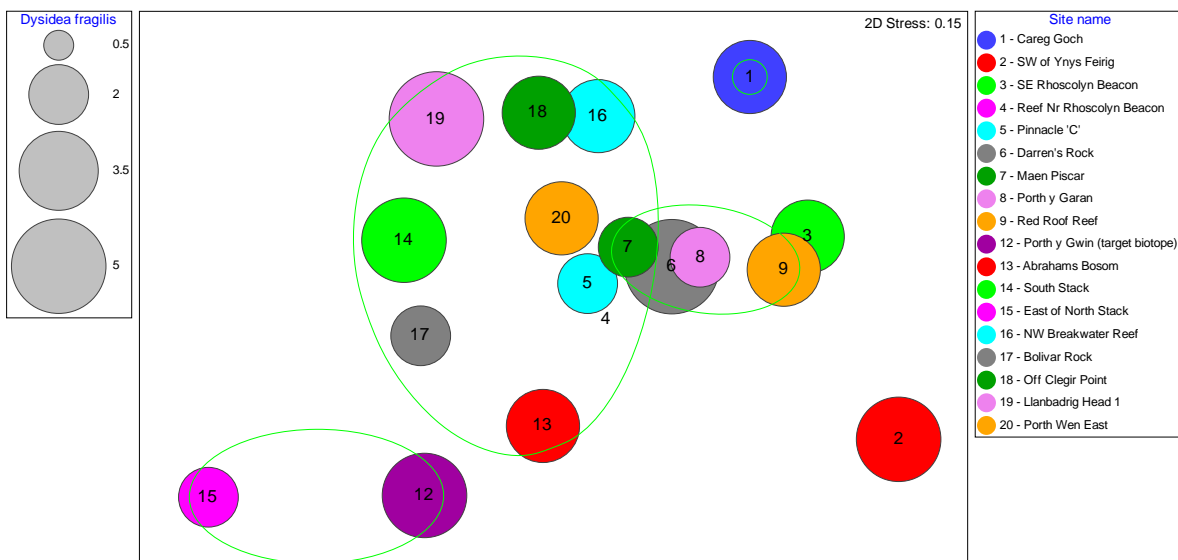 Dysidea fragilis
0.5
2
3.5
5
2D Stress: 0.15
1
19
18
16
20
14
3
7
6
8
9
5
4
17
13
2
15
12
Site name
1 - Careg Goch
2 - SW of Ynys Feirig
3 - SE Rhoscolyn Beacon
4 - Reef Nr Rhoscolyn Beacon
5 - Pinnacle 'C'
6 - Darren's Rock
7 - Maen Piscar
8 - Porth y Garan
9 - Red Roof Reef
12 - Porth y Gwin (target biotope)
13 - Abrahams Bosom
14 - South Stack
15 - East of North Stack
16 - NW Breakwater Reef
17 - Bolivar Rock
18 - Off Clegir Point
19 - Llanbadrig Head 1
20 - Porth Wen East